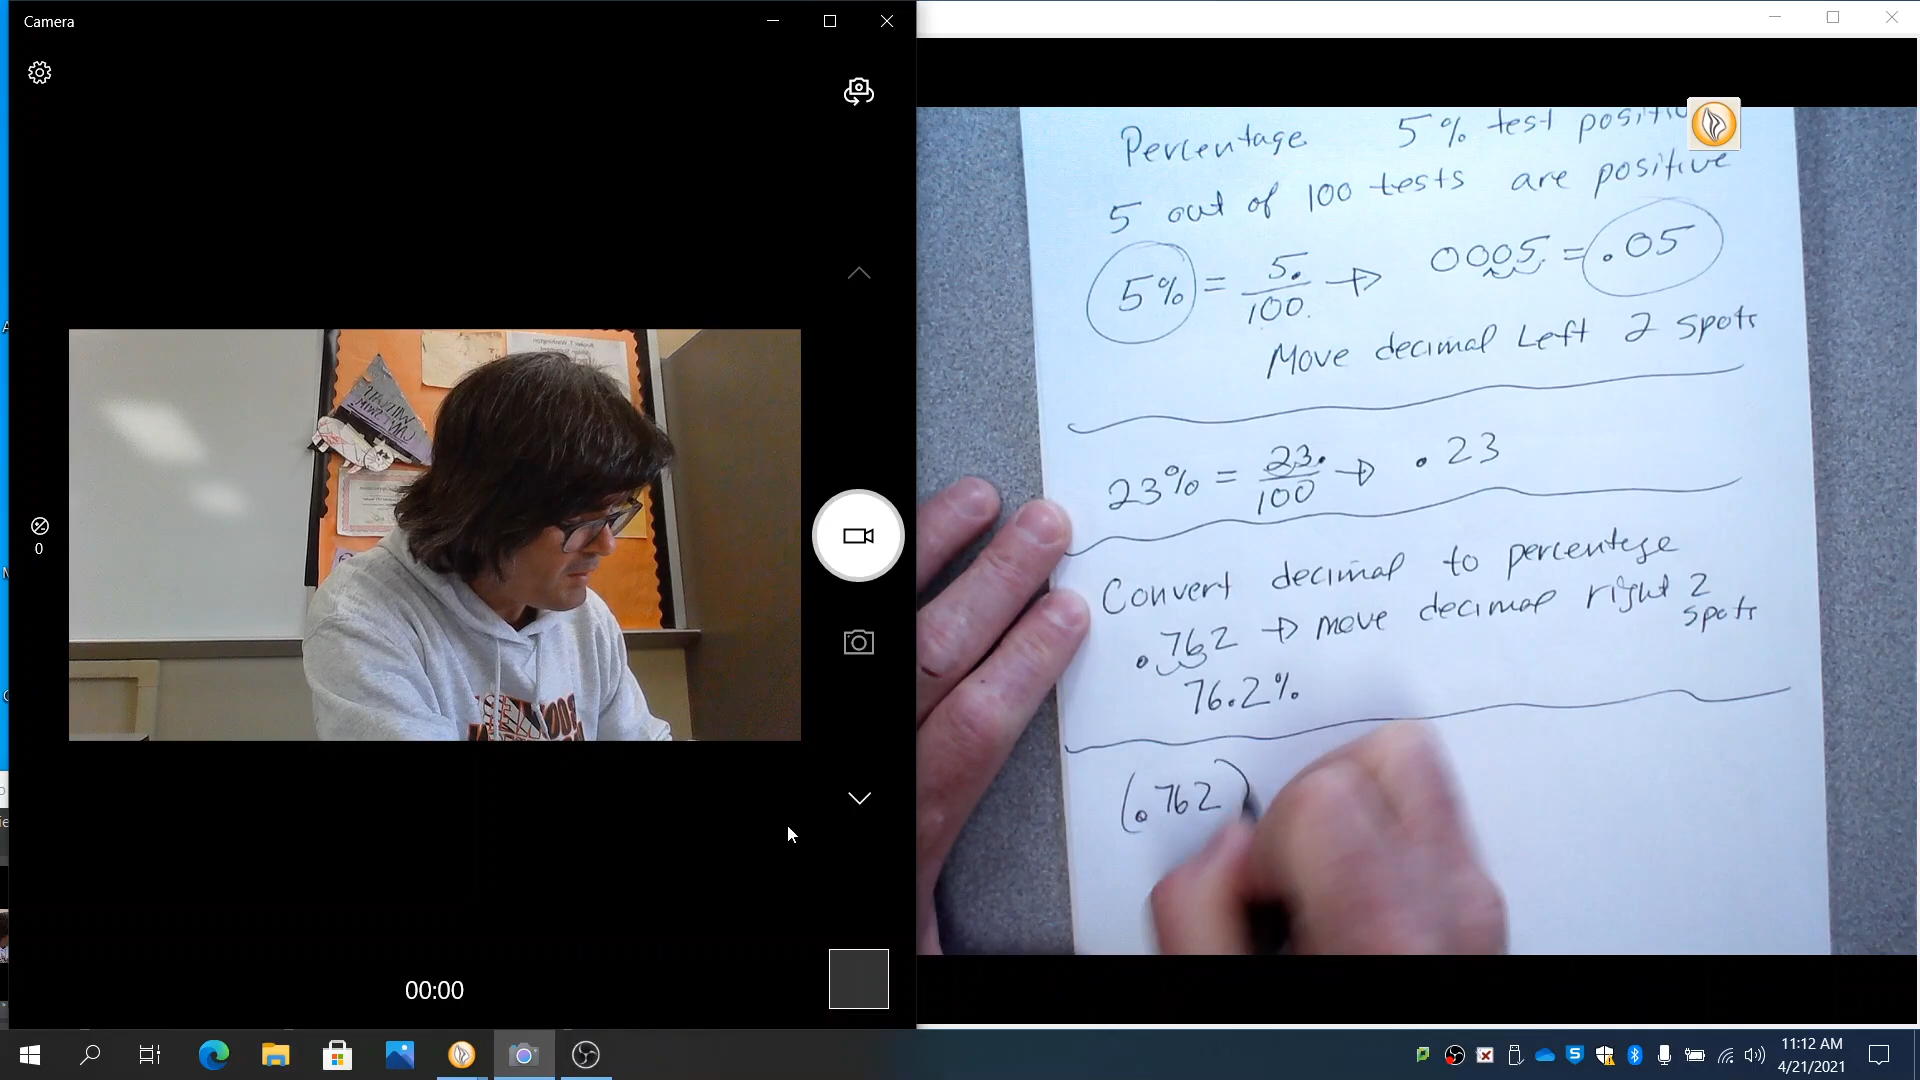 Camera
0
00:00
Percentage 5% test
5 out of 100 tests are positive
5% = 5. / 100. → 0005. = .05
Move decimal Left 2 spots
23% = 23. / 100 → .23
Convert decimal to percentege
.762 → move decimal right 2
spots
76.2%
(.762)
11:12 AM
4/21/2021